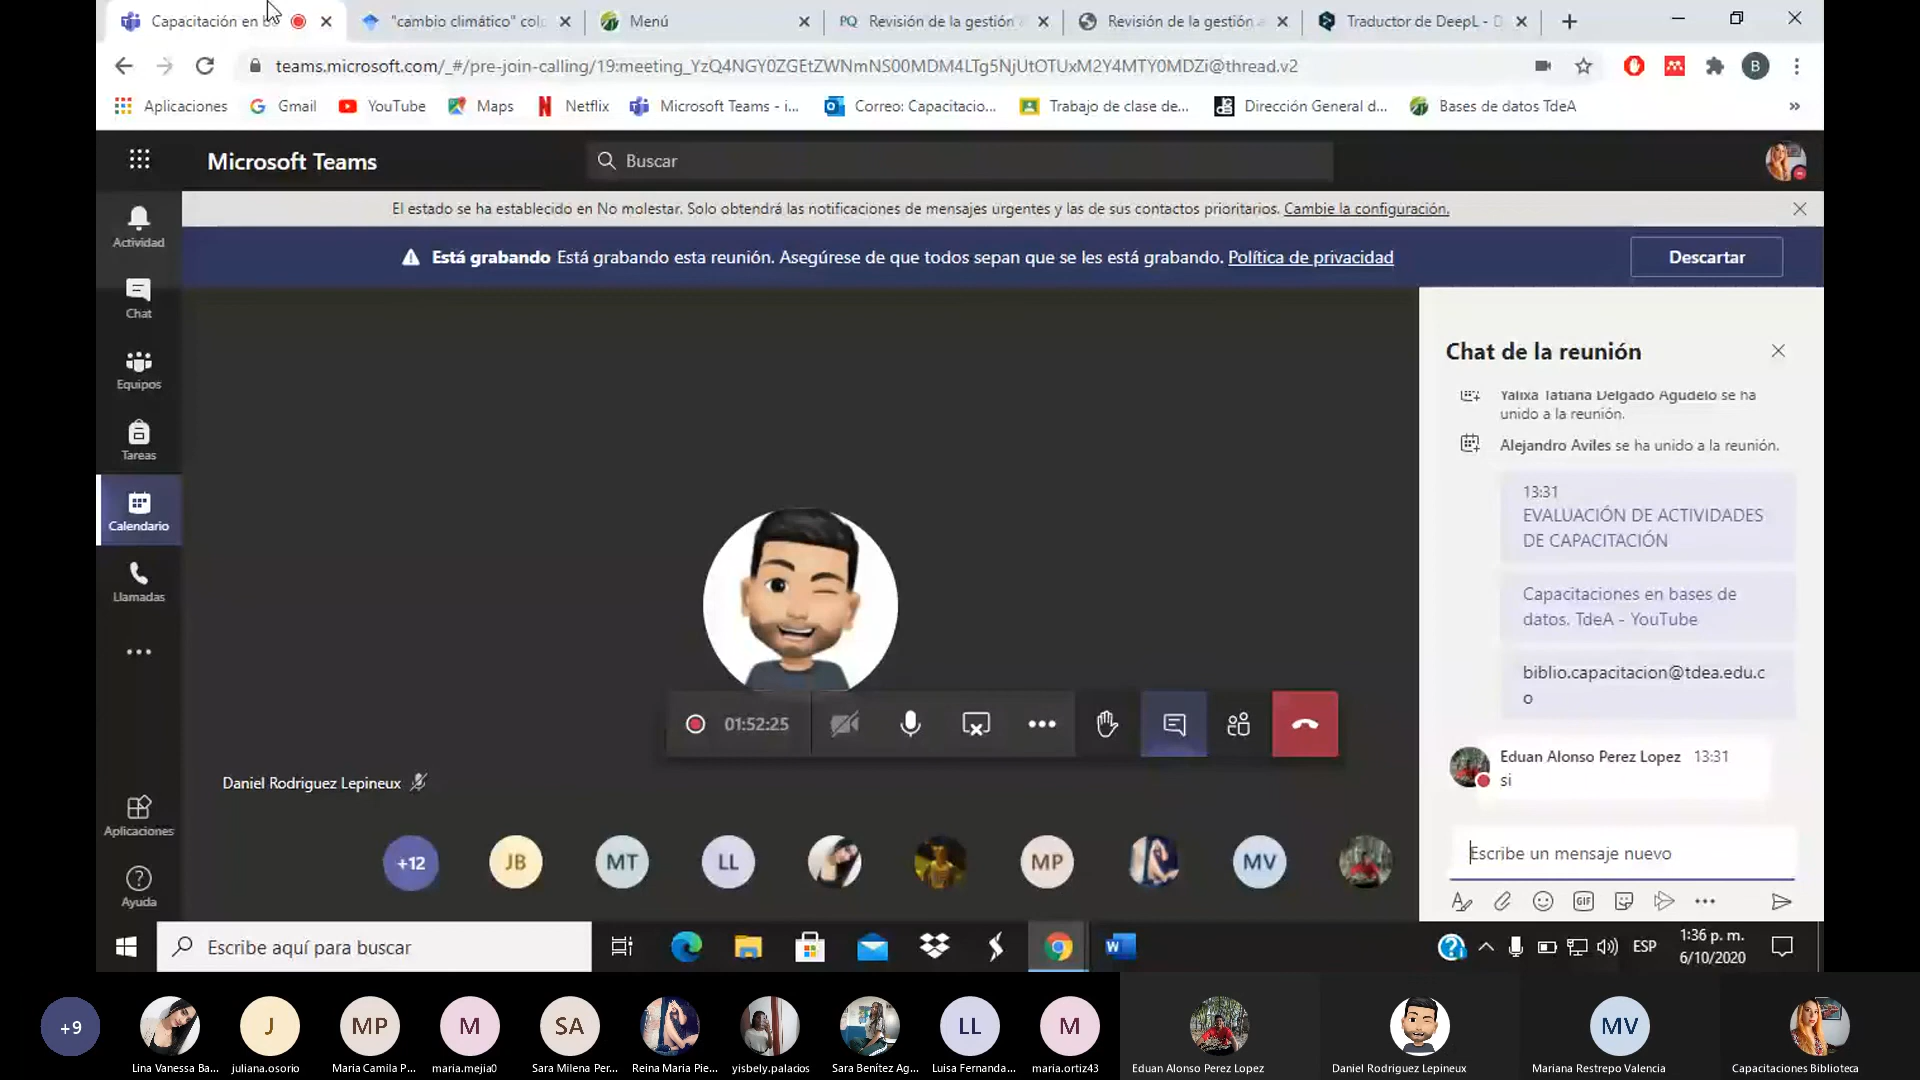 Capacitación en b
"cambio climático" col
Menú
PQ Revisión de la gestión
Revisión de la gestión
Traductor de DeepL - D
teams.microsoft.com/_#/pre-join-calling/19:meeting_YzQ4NGY0ZGEtZWNmNS00MDM4LTg5NjUtOTUxM2Y4MTY0MDZi@thread.v2
B
Aplicaciones
Gmail
YouTube
Maps
Netflix
Microsoft Teams - i...
Correo: Capacitacio...
Trabajo de clase de...
Dirección General d...
Bases de datos TdeA
»
Microsoft Teams
Buscar
El estado se ha establecido en No molestar. Solo obtendrá las notificaciones de mensajes urgentes y las de sus contactos prioritarios. Cambie la configuración.
Está grabando Está grabando esta reunión. Asegúrese de que todos sepan que se les está grabando. Política de privacidad
Descartar
Actividad
Chat
Equipos
Tareas
Calendario
Llamadas
Aplicaciones
Ayuda
01:52:25
Daniel Rodriguez Lepineux
+12
JB
MT
LL
MP
MV
Chat de la reunión
Yalixa Tatiana Delgado Agudelo se ha
unido a la reunión.
Alejandro Aviles se ha unido a la reunión.
13:31
EVALUACIÓN DE ACTIVIDADES
DE CAPACITACIÓN
Capacitaciones en bases de
datos. TdeA - YouTube
biblio.capacitacion@tdea.edu.c
o
Eduan Alonso Perez Lopez 13:31
si
Escribe un mensaje nuevo
GIF
Escribe aquí para buscar
ESP
1:36 p. m.
6/10/2020
+9
J
MP
M
SA
LL
M
MV
Lina Vanessa Ba...
juliana.osorio
Maria Camila P...
maria.mejia0
Sara Milena Per...
Reina Maria Pie...
yisbely.palacios
Sara Benítez Ag...
Luisa Fernanda...
maria.ortiz43
Eduan Alonso Perez Lopez
Daniel Rodriguez Lepineux
Mariana Restrepo Valencia
Capacitaciones Biblioteca